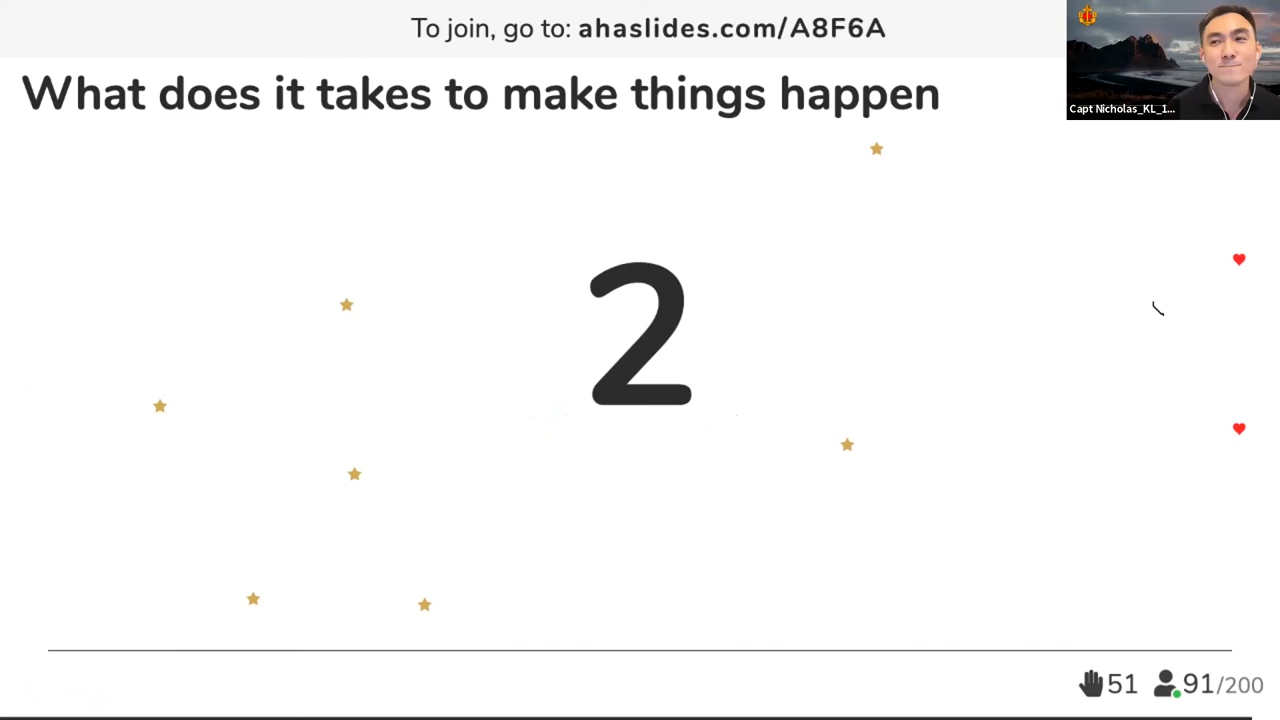 To join, go to: ahaslides.com/A8F6A
Capt Nicholas_KL_1...
What does it takes to make things happen
2
51 91/200